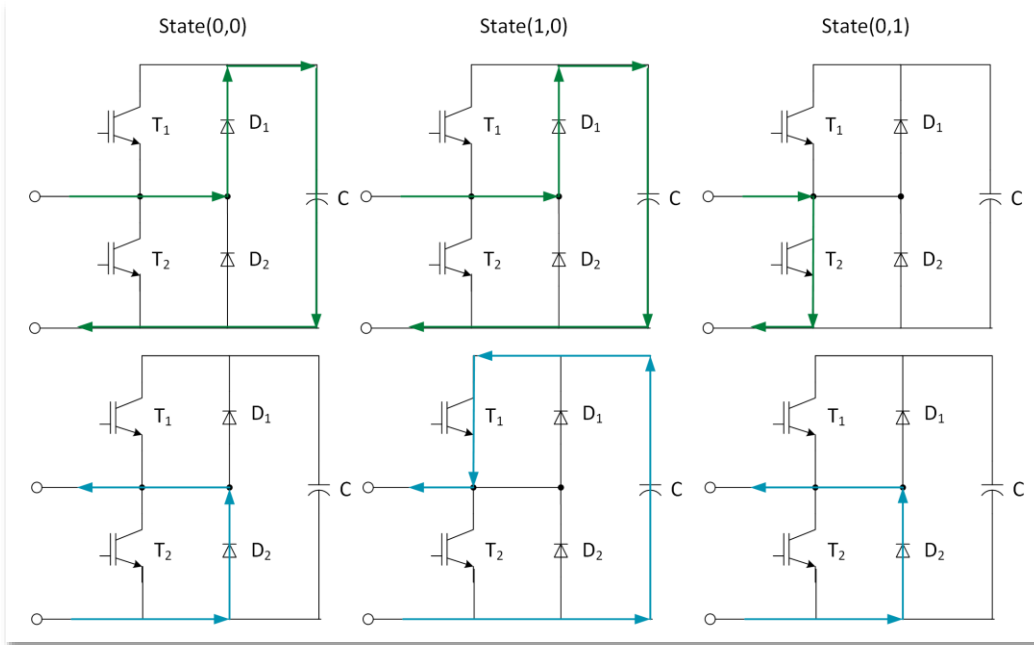 State(0,0) State(1,0) State(0,1)
T1 D1 T1 D1 T1 D1
C C C
T2 D2 T2 D2 T2 D2
T1 D1 T1 D1 T1 D1
C C C
T2 D2 T2 D2 T2 D2